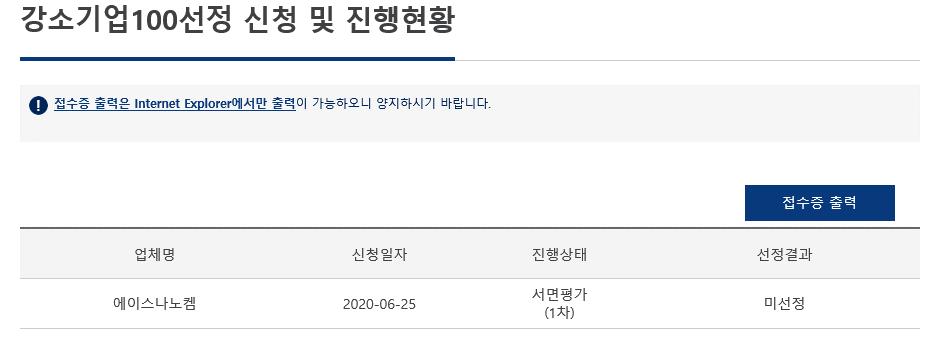 강소기업100선정 신청 및 진행현황
접수증 출력은 Internet Explorer에서만 출력이 가능하오니 양지하시기 바랍니다.
접수증 출력
업체명 신청일자 진행상태 선정결과
에이스나노켐 2020-06-25 서면평가 미선정
(1차)